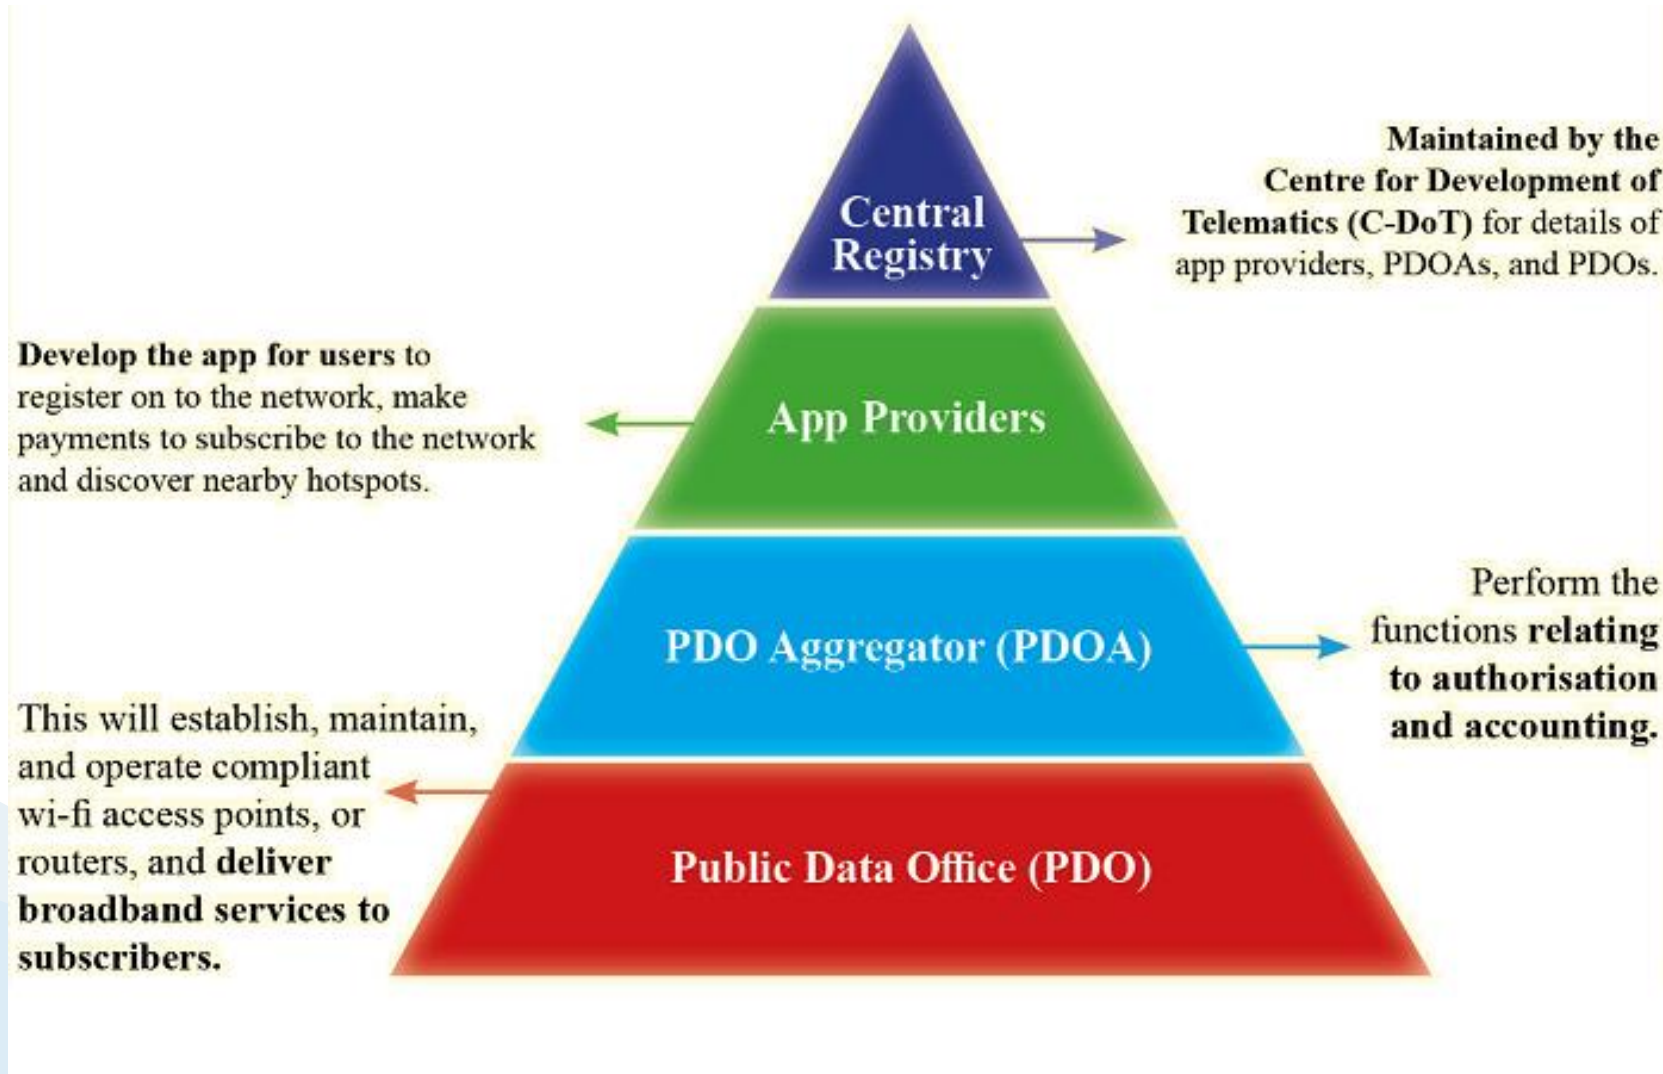 Central
Registry
Maintained by the
Centre for Development of
Telematics (C-DoT) for details of
app providers, PDOAs, and PDOs.
Develop the app for users to
register on to the network, make
payments to subscribe to the network
and discover nearby hotspots.
App Providers
PDO Aggregator (PDOA)
Perform the
functions relating
to authorisation
and accounting.
This will establish, maintain,
and operate compliant
wi-fi access points, or
routers, and deliver
broadband services to
subscribers.
Public Data Office (PDO)